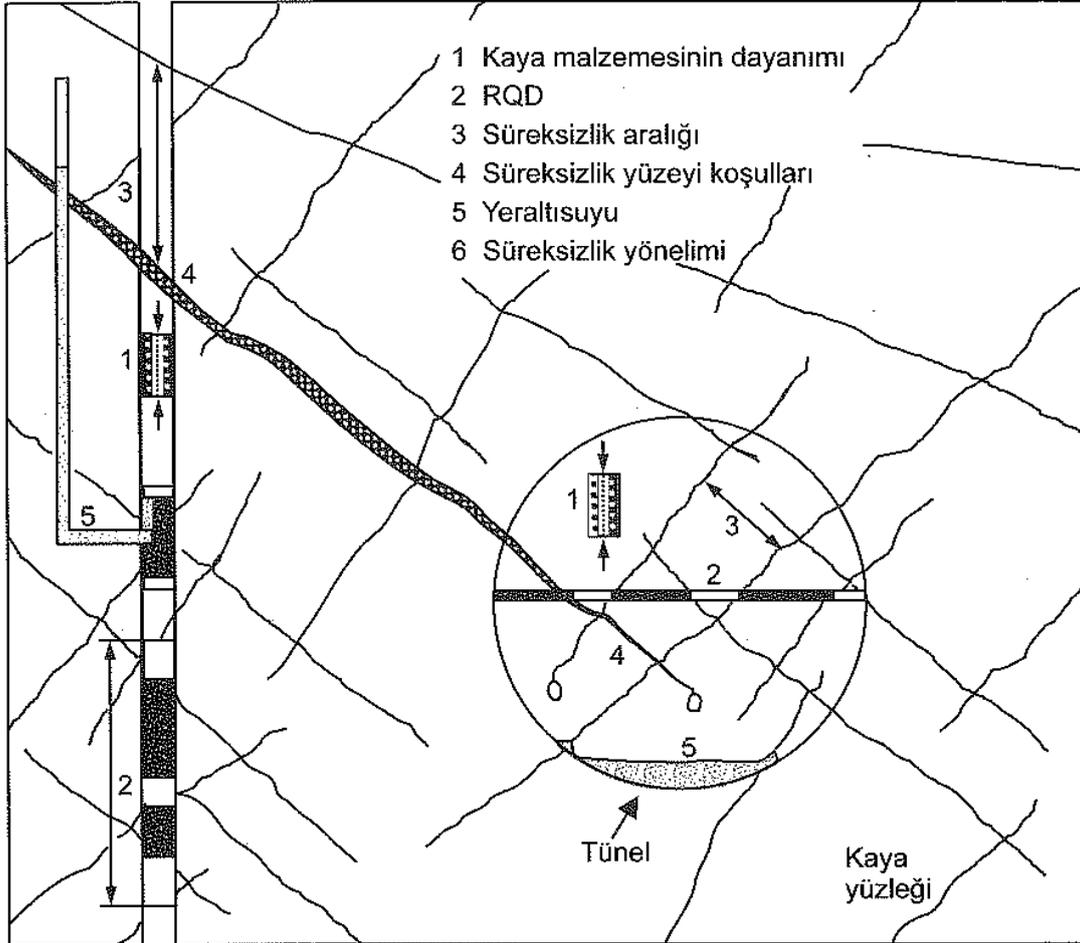 1 Kaya malzemesinin dayanımı
2 RQD
3 Süreksizlik aralığı
4 Süreksizlik yüzeyi koşulları
5 Yeraltısuyu
6 Süreksizlik yönelimi
3
4
1
5
2
1
3
2
4
5
Tünel
Kaya
yüzleği